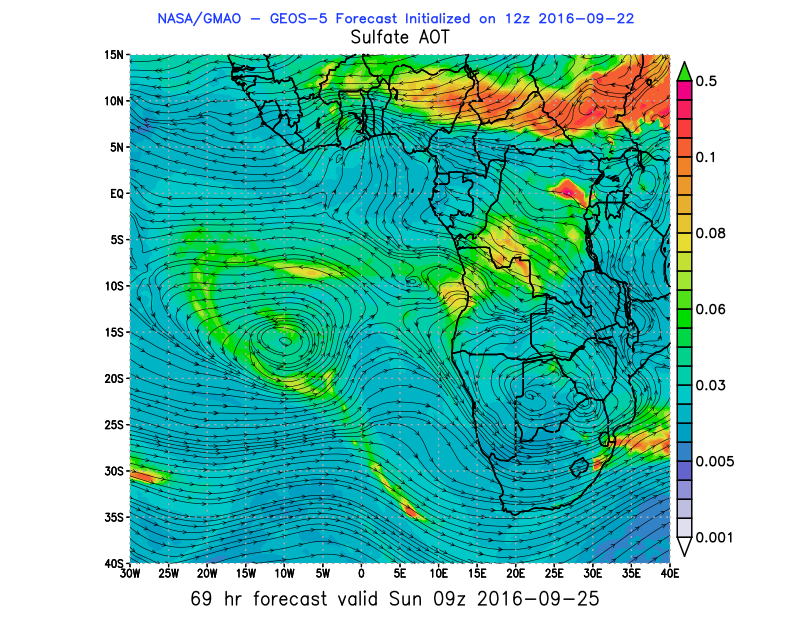 NASA/GMAO - GEOS-5 Forecast Initialized on 12z 2016-09-22
Sulfate AOT
15N
10N
5N
EQ
5S
10S
15S
20S
25S
30S
35S
40S
30W 25W 20W 15W 10W 5W 0 5E 10E 15E 20E 25E 30E 35E 40E
0.5
0.1
0.08
0.06
0.03
0.005
0.001
69 hr forecast valid Sun 09z 2016-09-25